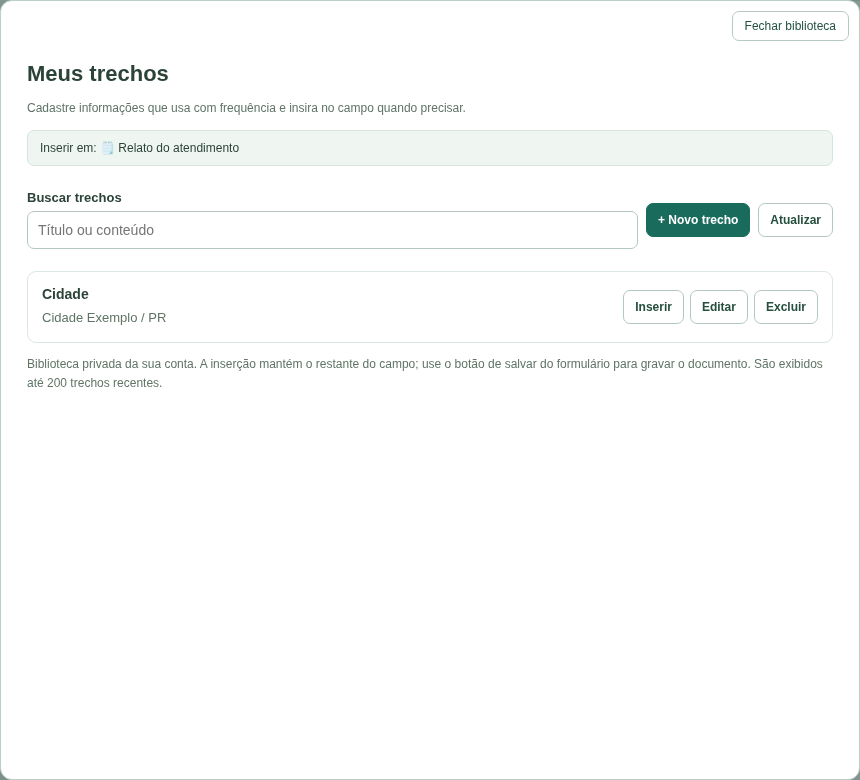 Fechar biblioteca
Meus trechos
Cadastre informações que usa com frequência e insira no campo quando precisar.
Inserir em: 🗒️ Relato do atendimento
Buscar trechos
Título ou conteúdo
+ Novo trecho
Atualizar
Cidade
Cidade Exemplo / PR
Inserir
Editar
Excluir
Biblioteca privada da sua conta. A inserção mantém o restante do campo; use o botão de salvar do formulário para gravar o documento. São exibidos
até 200 trechos recentes.